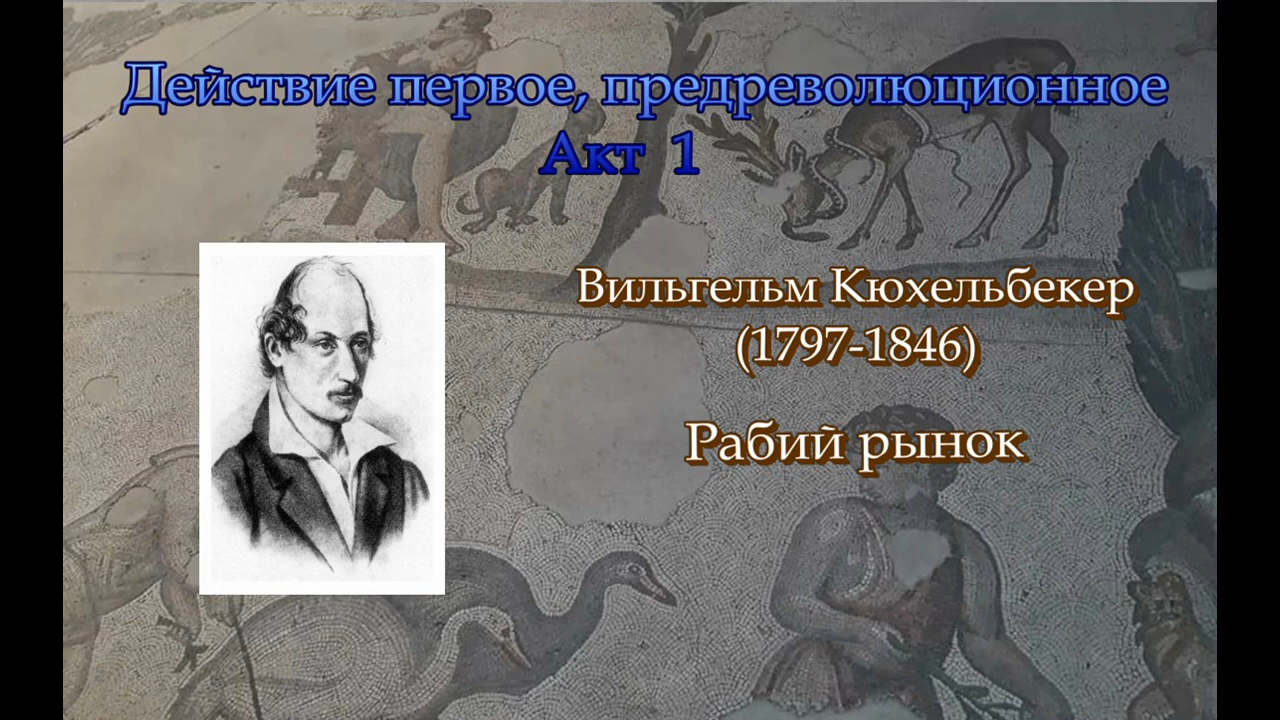 Действие первое, предреволюционное
Акт 1
Вильгельм Кюхельбекер
(1797-1846)
Рабий рынок